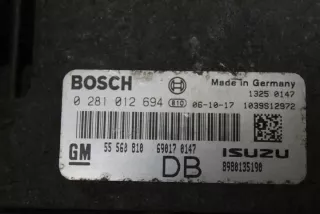 BOSCH Made in Germany
1325 0147
0 281 012 694 810 06-10-17 1039S12972
GM 55 560 810 69017 0147 ISUZU
DB 8980135190